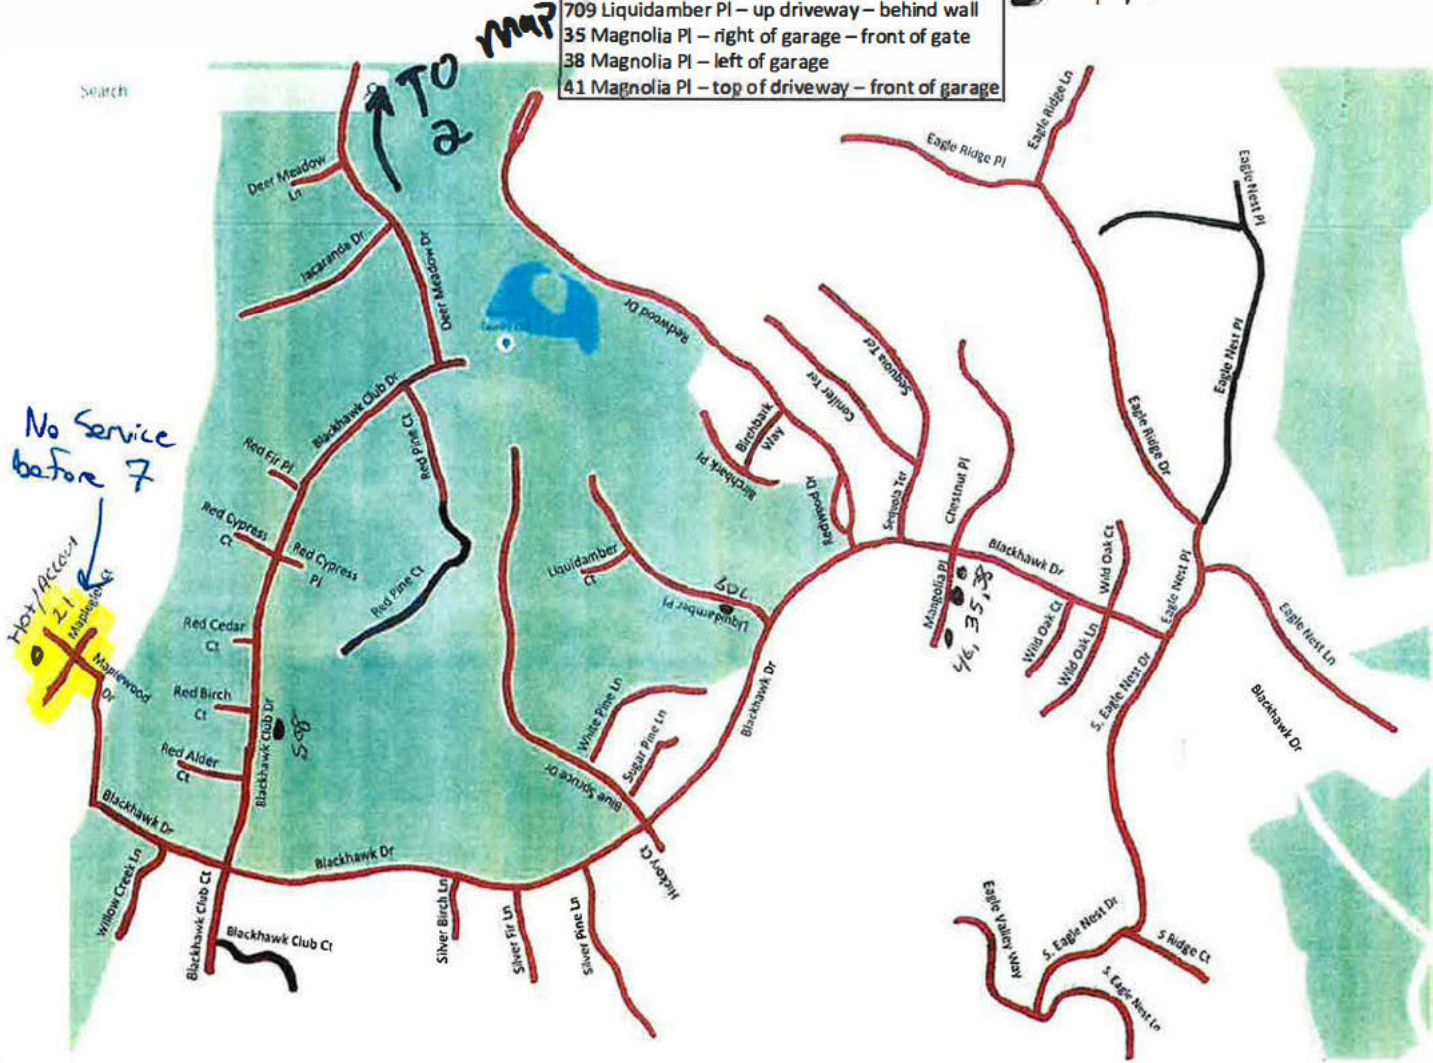 709 Liquidamber Pl – up driveway – behind wall
35 Magnolia Pl – right of garage – front of gate
38 Magnolia Pl – left of garage
41 Magnolia Pl – top of driveway – front of garage
TO map
2
Search
Deer Meadow
Ln
Jacaranda Dr
Deer Meadow Dr
Redwood Dr
Eagle Ridge Pl
Eagle Ridge Ln
Eagle Nest Pl
Eagle Nest Pl
Eagle Ridge Dr
Sequoia Ter
Conifer Ter
Birchbark
Way
Birchbark Pl
Redwood Dr
Sequoia Ter
Chestnut Pl
Blackhawk Club Dr
Red Pine Ct
No Service
before 7
Red Fir Pl
Red Cypress
Ct
Red Cypress
Pl
Red Pine Ct
Liquidamber
Ct
Liquidamber Pl
709
Mangolia Pl
46, 35, 38
Blackhawk Dr
Wild Oak Ct
Wild Oak Ct
Wild Oak Ln
Eagle Nest Pl
Eagle Nest Ln
S. Eagle Nest Dr
Blackhawk Dr
21
Maplewood
Dr
Red Cedar
Ct
Red Birch
Ct
Red Alder
Ct
Blackhawk Club Dr
508
White Pine Ln
Sugar Pine Ln
Blue Spruce Dr
Blackhawk Dr
Blackhawk Dr
Blackhawk Dr
Hickory Ct
Willow Creek Ln
Blackhawk Club Ct
Blackhawk Club Ct
Silver Birch Ln
Silver Fir Ln
Silver Pine Ln
Eagle Valley Way
S. Eagle Nest Dr
S Ridge Ct
S. Eagle Nest Ln